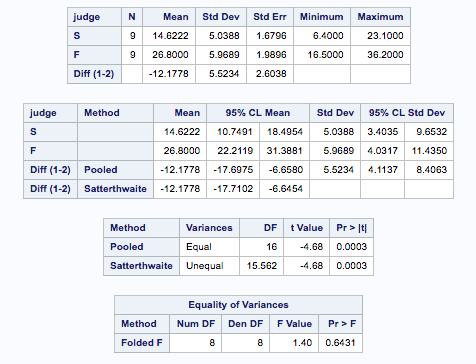 judge N Mean Std Dev Std Err Minimum Maximum
S 9 14.6222 5.0388 1.6796 6.4000 23.1000
F 9 26.8000 5.9689 1.9896 16.5000 36.2000
Diff (1-2) -12.1778 5.5234 2.6038
judge Method Mean 95% CL Mean Std Dev 95% CL Std Dev
S 14.6222 10.7491 18.4954 5.0388 3.4035 9.6532
F 26.8000 22.2119 31.3881 5.9689 4.0317 11.4350
Diff (1-2) Pooled -12.1778 -17.6975 -6.6580 5.5234 4.1137 8.4063
Diff (1-2) Satterthwaite -12.1778 -17.7102 -6.6454
Method Variances DF t Value Pr > |t|
Pooled Equal 16 -4.68 0.0003
Satterthwaite Unequal 15.562 -4.68 0.0003
Equality of Variances
Method Num DF Den DF F Value Pr > F
Folded F 8 8 1.40 0.6431